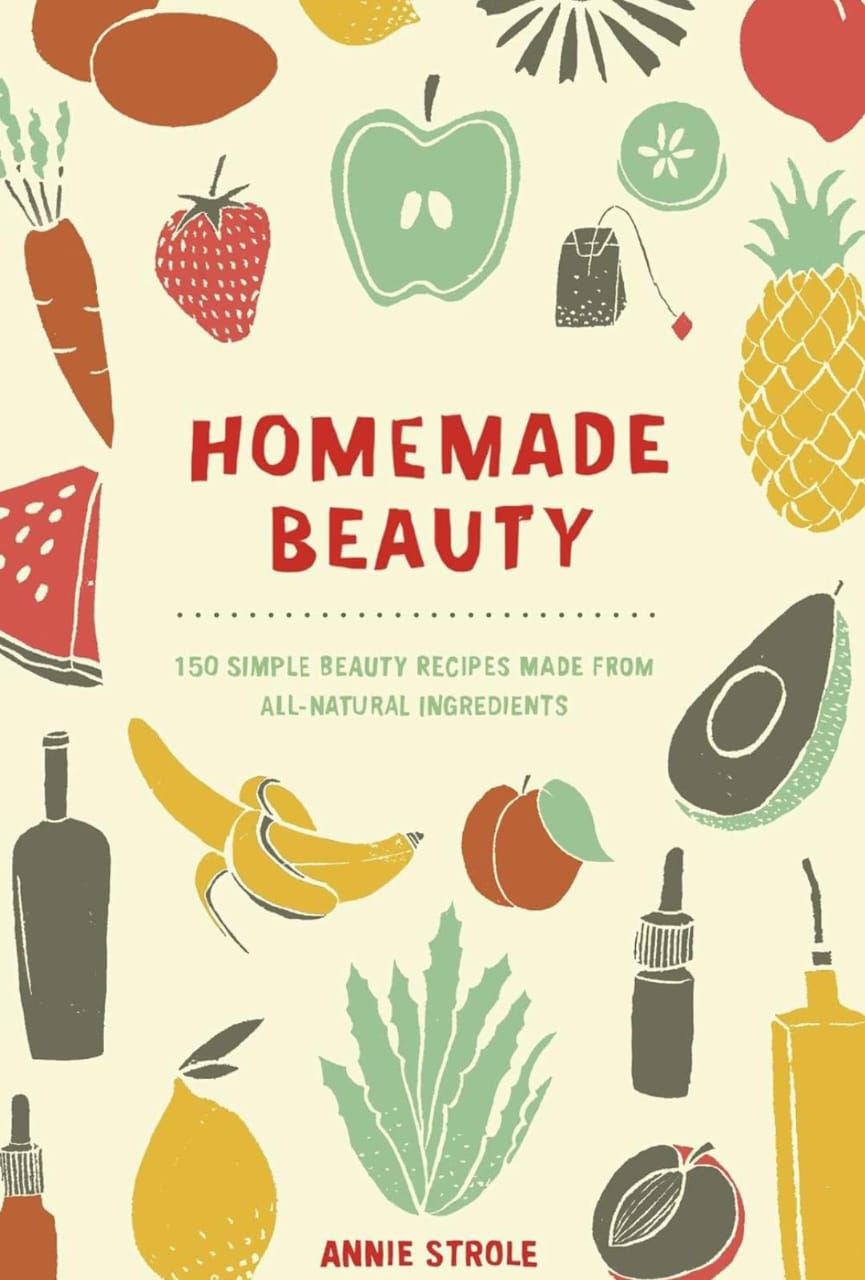 HOMEMADE
BEAUTY
150 SIMPLE BEAUTY RECIPES MADE FROM
ALL-NATURAL INGREDIENTS
ANNIE STROLE